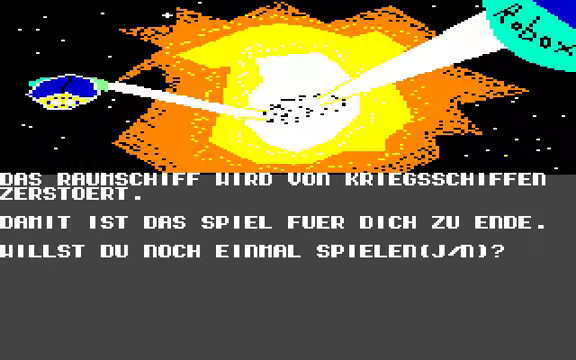 Robox
DAS RAUMSCHIFF WIRD VON KRIEGSSCHIFFEN
ZERSTOERT.
DAMIT IST DAS SPIEL FUER DICH ZU ENDE.
WILLST DU NOCH EINMAL SPIELEN(J/N)?